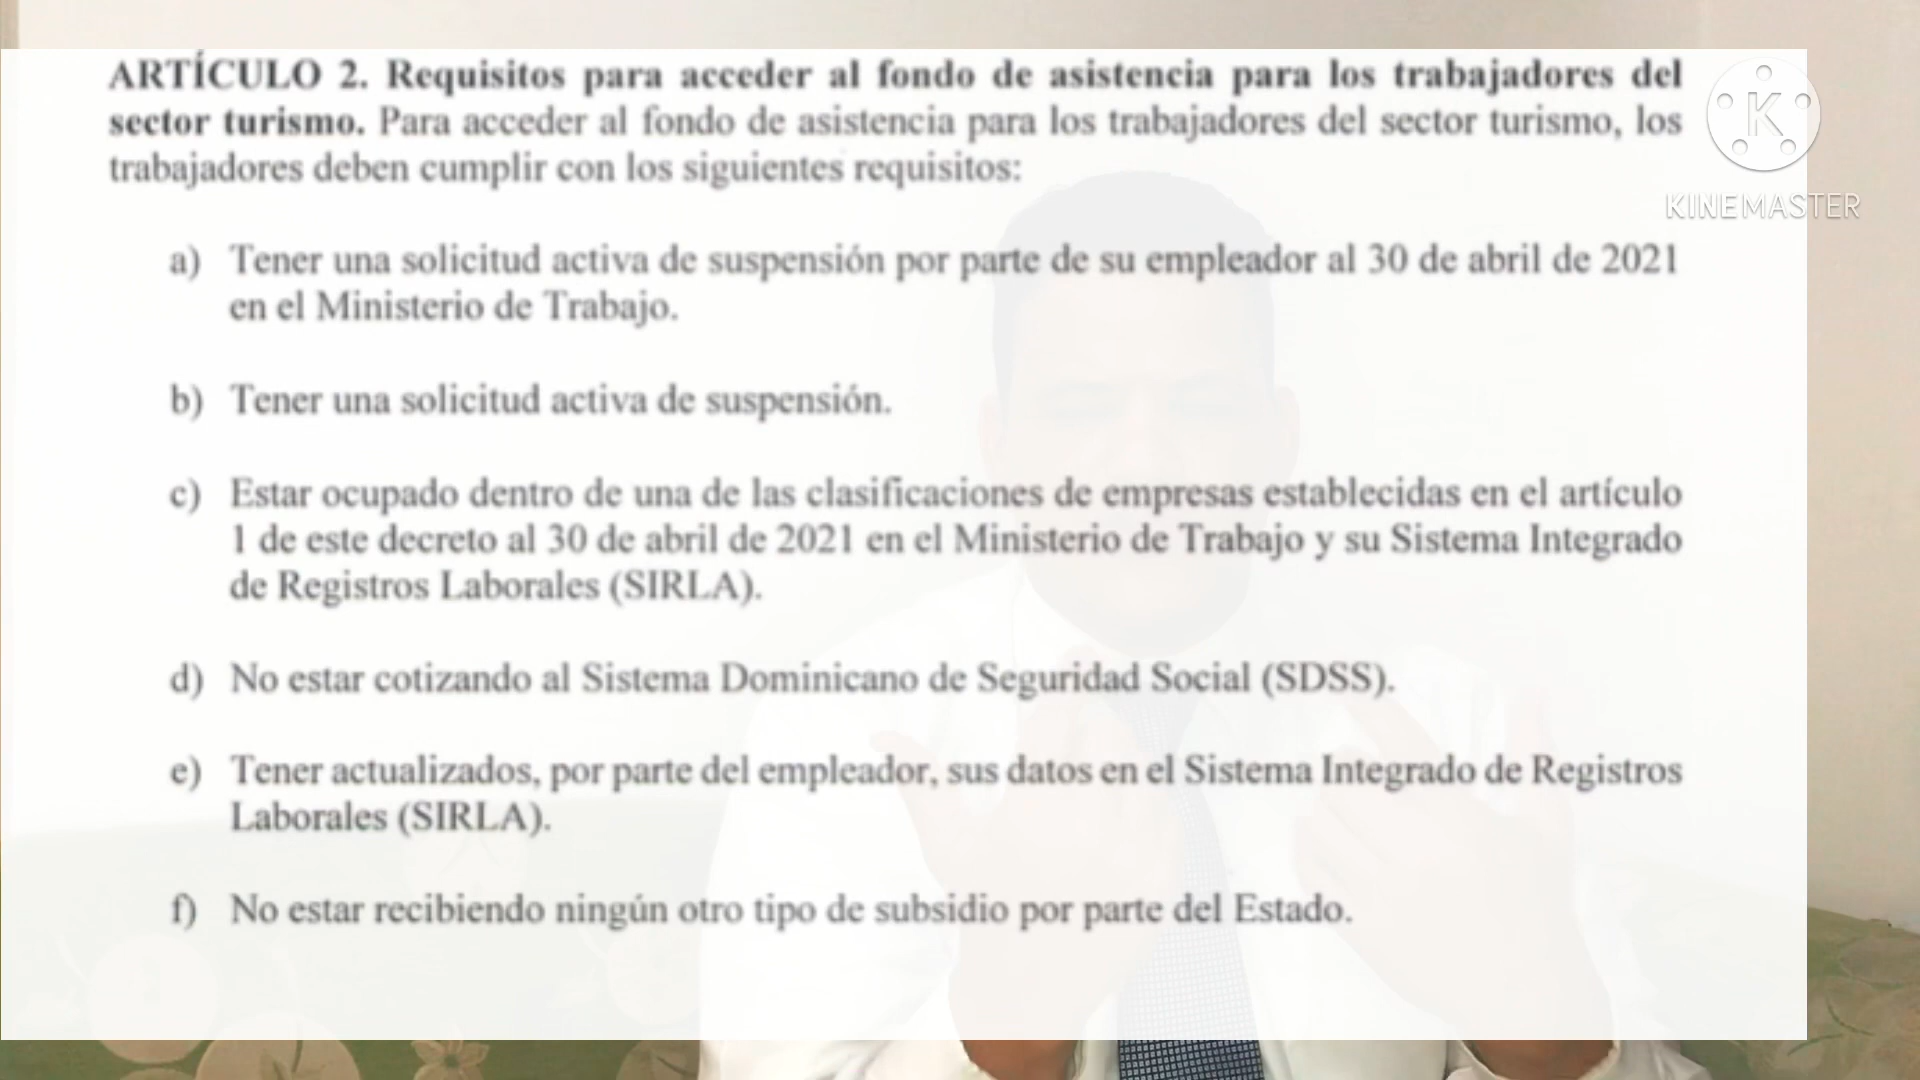 ARTÍCULO 2. Requisitos para acceder al fondo de asistencia para los trabajadores del
sector turismo. Para acceder al fondo de asistencia para los trabajadores del sector turismo, los
trabajadores deben cumplir con los siguientes requisitos:
a) Tener una solicitud activa de suspensión por parte de su empleador al 30 de abril de 2021
en el Ministerio de Trabajo.
b) Tener una solicitud activa de suspensión.
c) Estar ocupado dentro de una de las clasificaciones de empresas establecidas en el artículo
1 de este decreto al 30 de abril de 2021 en el Ministerio de Trabajo y su Sistema Integrado
de Registros Laborales (SIRLA).
d) No estar cotizando al Sistema Dominicano de Seguridad Social (SDSS).
e) Tener actualizados, por parte del empleador, sus datos en el Sistema Integrado de Registros
Laborales (SIRLA).
f) No estar recibiendo ningún otro tipo de subsidio por parte del Estado.
K
KINEMASTER